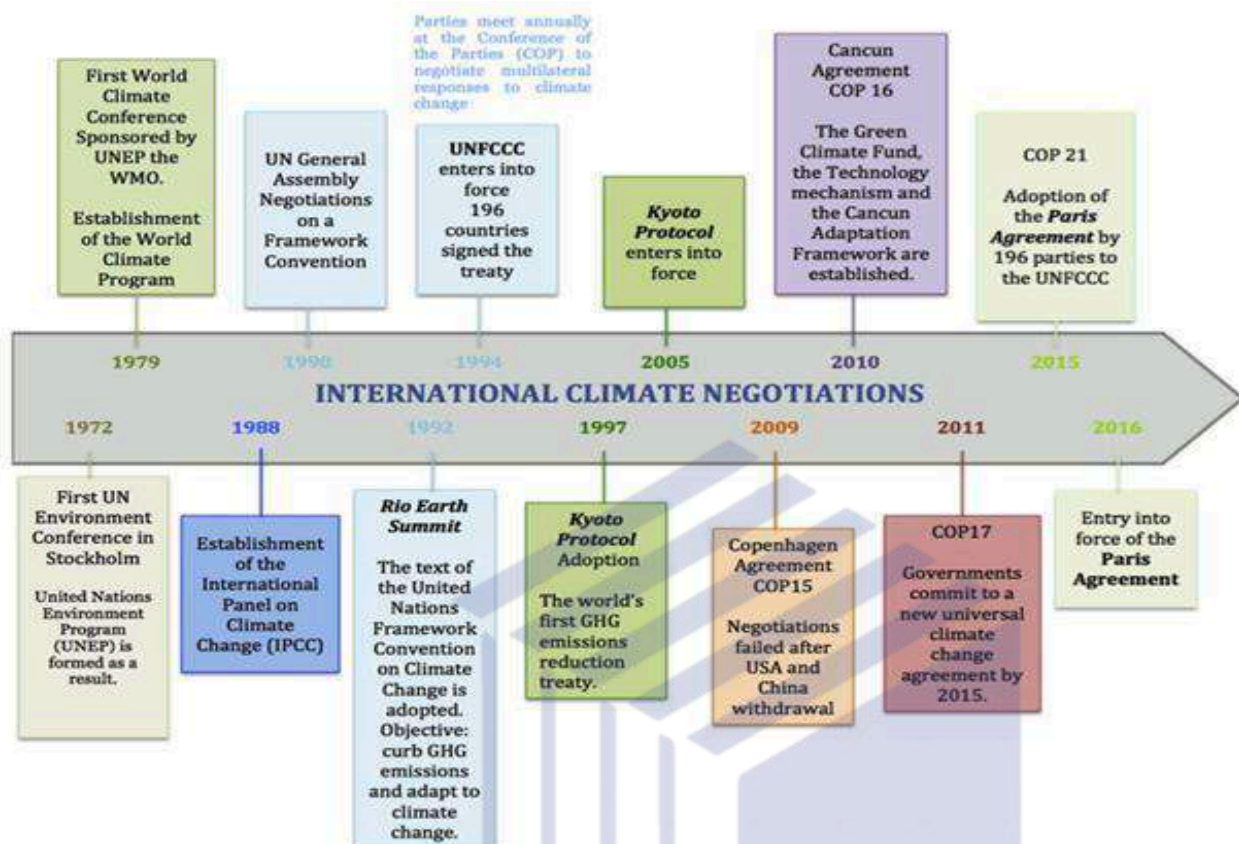 Parties meet annually
at the Conference of
the Parties (COP) to
negotiate multilateral
responses to climate
change
First World
Climate
Conference
Sponsored by
UNEP the
WMO.
Establishment
of the World
Climate
Program
UN General
Assembly
Negotiations
on a
Framework
Convention
UNFCCC
enters into
force
196
countries
signed the
treaty
Kyoto
Protocol
enters into
force
Cancun
Agreement
COP 16
The Green
Climate Fund,
the Technology
mechanism and
the Cancun
Adaptation
Framework are
established.
COP 21
Adoption of
the Paris
Agreement by
196 parties to
the UNFCCC
1979
1990
1994
2005
2010
2015
INTERNATIONAL CLIMATE NEGOTIATIONS
1972
1988
1992
1997
2009
2011
2016
First UN
Environment
Conference in
Stockholm
United Nations
Environment
Program
(UNEP) is
formed as a
result.
Establishment
of the
International
Panel on
Climate
Change (IPCC)
Rio Earth
Summit
The text of
the United
Nations
Framework
Convention
on Climate
Change is
adopted.
Objective:
curb GHG
emissions
and adapt to
climate
change.
Kyoto
Protocol
Adoption
The world's
first GHG
emissions
reduction
treaty.
Copenhagen
Agreement
COP15
Negotiations
failed after
USA and
China
withdrawal
COP17
Governments
commit to a
new universal
climate
change
agreement by
2015.
Entry into
force of the
Paris
Agreement